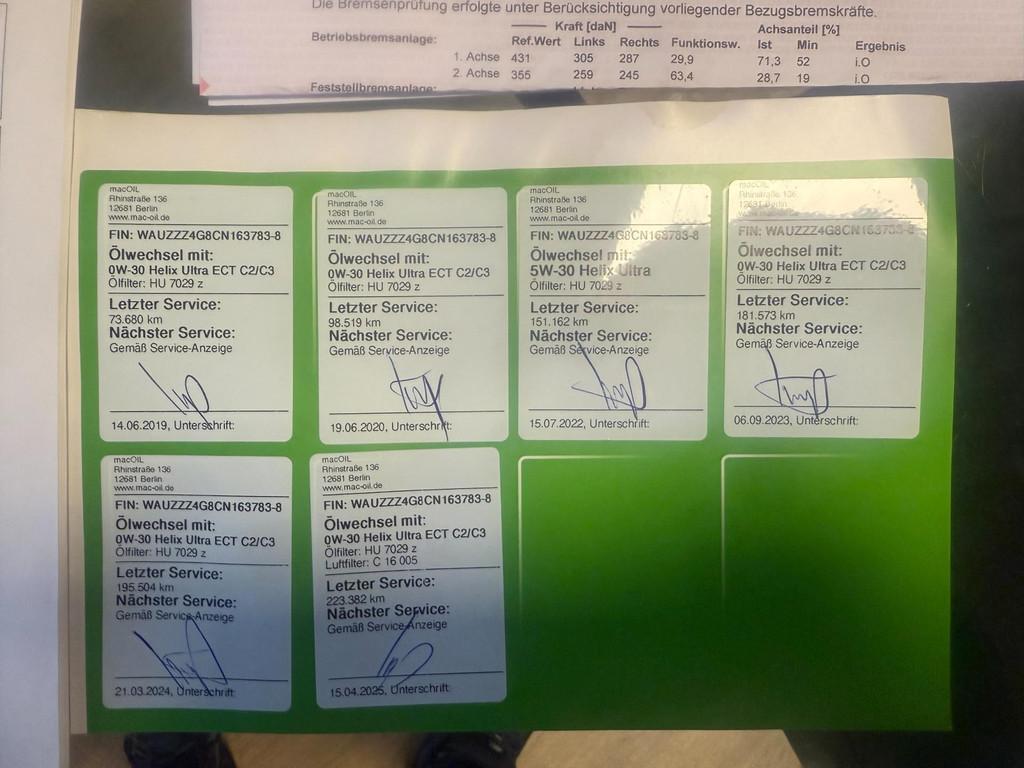 Die Bremsenprüfung erfolgte unter Berücksichtigung vorliegender Bezugsbremskräfte.
Kraft [daN] Achsanteil [%]
Betriebsbremsanlage: Ref.Wert Links Rechts Funktionsw. Ist Min Ergebnis
1. Achse 431 305 287 29,9 71,3 52 i.O
2. Achse 355 259 245 63,4 28,7 19 i.O
Feststellbremsanlage:
macOIL
Rhinstraße 136
12681 Berlin
www.mac-oil.de
FIN: WAUZZZ4G8CN163783-8
Ölwechsel mit:
0W-30 Helix Ultra ECT C2/C3
Ölfilter: HU 7029 z
Letzter Service:
73.680 km
Nächster Service:
Gemäß Service-Anzeige
14.06.2019, Unterschrift:
macOIL
Rhinstraße 136
12681 Berlin
www.mac-oil.de
FIN: WAUZZZ4G8CN163783-8
Ölwechsel mit:
0W-30 Helix Ultra ECT C2/C3
Ölfilter: HU 7029 z
Letzter Service:
98.519 km
Nächster Service:
Gemäß Service-Anzeige
19.06.2020, Unterschrift:
macOIL
Rhinstraße 136
12681 Berlin
www.mac-oil.de
FIN: WAUZZZ4G8CN163783-8
Ölwechsel mit:
5W-30 Helix Ultra
Ölfilter: HU 7029 z
Letzter Service:
151.162 km
Nächster Service:
Gemäß Service-Anzeige
15.07.2022, Unterschrift:
macOIL
Rhinstraße 136
12681 Berlin
www.mac-oil.de
FIN: WAUZZZ4G8CN163783-8
Ölwechsel mit:
0W-30 Helix Ultra ECT C2/C3
Ölfilter: HU 7029 z
Letzter Service:
181.573 km
Nächster Service:
Gemäß Service-Anzeige
06.09.2023, Unterschrift:
macOIL
Rhinstraße 136
12681 Berlin
www.mac-oil.de
FIN: WAUZZZ4G8CN163783-8
Ölwechsel mit:
0W-30 Helix Ultra ECT C2/C3
Ölfilter: HU 7029 z
Letzter Service:
195.504 km
Nächster Service:
Gemäß Service-Anzeige
21.03.2024, Unterschrift:
macOIL
Rhinstraße 136
12681 Berlin
www.mac-oil.de
FIN: WAUZZZ4G8CN163783-8
Ölwechsel mit:
0W-30 Helix Ultra ECT C2/C3
Ölfilter: HU 7029 z
Luftfilter: C 16 005
Letzter Service:
223.382 km
Nächster Service:
Gemäß Service-Anzeige
15.04.2025, Unterschrift: